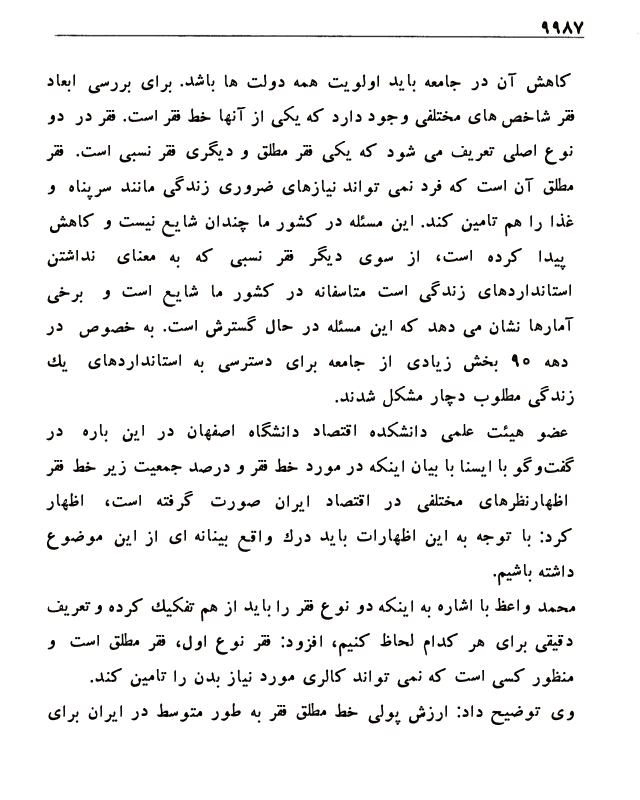 ۹۹۸۷
کاهش آن در جامعه باید اولویت همه دولت ها باشد. برای بررسی ابعاد
فقر شاخص های مختلفی وجود دارد که یکی از آنها خط فقر است. فقر در دو
نوع اصلی تعریف می شود که یکی فقر مطلق و دیگری فقر نسبی است. فقر
مطلق آن است که فرد نمی تواند نیازهای ضروری زندگی مانند سرپناه و
غذا را هم تامین کند. این مسئله در کشور ما چندان شایع نیست و کاهش
پیدا کرده است، از سوی دیگر فقر نسبی که به معنای نداشتن
استانداردهای زندگی است متاسفانه در کشور ما شایع است و برخی
آمارها نشان می دهد که این مسئله در حال گسترش است. به خصوص در
دهه ۹۰ بخش زیادی از جامعه برای دسترسی به استانداردهای یك
زندگی مطلوب دچار مشکل شدند.
عضو هیئت علمی دانشکده اقتصاد دانشگاه اصفهان در این باره در
گفت‌وگو با ایسنا با بیان اینکه در مورد خط فقر و درصد جمعیت زیر خط فقر
اظهارنظرهای مختلفی در اقتصاد ایران صورت گرفته است، اظهار
کرد: با توجه به این اظهارات باید درك واقع بینانه ای از این موضوع
داشته باشیم.
محمد واعظ با اشاره به اینکه دو نوع فقر را باید از هم تفکیك کرده و تعریف
دقیقی برای هر کدام لحاظ کنیم، افزود: فقر نوع اول، فقر مطلق است و
منظور کسی است که نمی تواند کالری مورد نیاز بدن را تامین کند.
وی توضیح داد: ارزش پولی خط مطلق فقر به طور متوسط در ایران برای